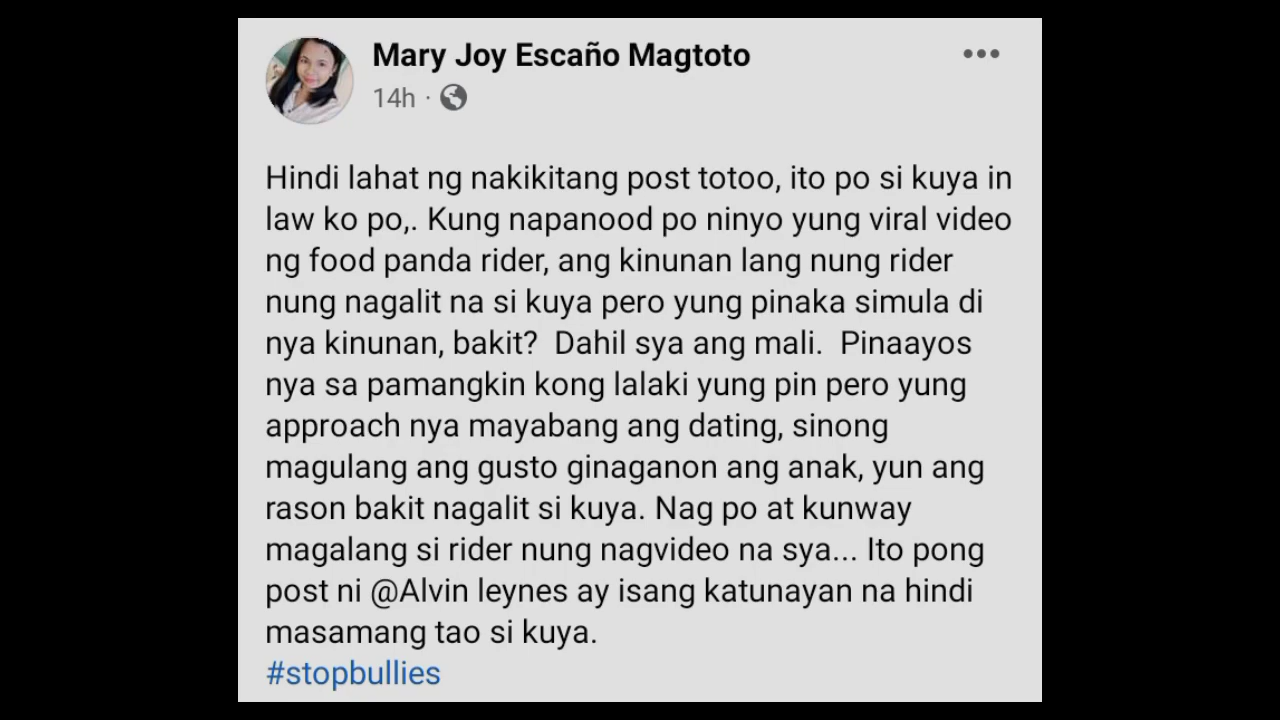 Mary Joy Escaño Magtoto
14h ·
Hindi lahat ng nakikitang post totoo, ito po si kuya in
law ko po,. Kung napanood po ninyo yung viral video
ng food panda rider, ang kinunan lang nung rider
nung nagalit na si kuya pero yung pinaka simula di
nya kinunan, bakit?  Dahil sya ang mali.  Pinaayos
nya sa pamangkin kong lalaki yung pin pero yung
approach nya mayabang ang dating, sinong
magulang ang gusto ginaganon ang anak, yun ang
rason bakit nagalit si kuya. Nag po at kunway
magalang si rider nung nagvideo na sya... Ito pong
post ni @Alvin leynes ay isang katunayan na hindi
masamang tao si kuya.
#stopbullies